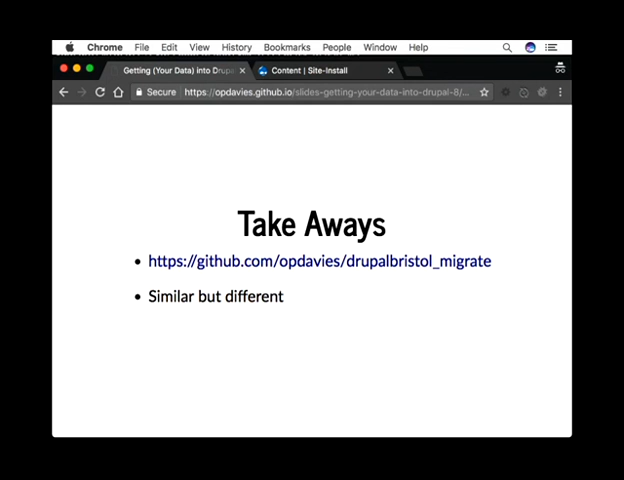 Chrome File Edit View History Bookmarks People Window Help
Getting (Your Data) into Drupa
Content | Site-Install
Secure https://opdavies.github.io/slides-getting-your-data-into-drupal-8/...
Take Aways
• https://github.com/opdavies/drupalbristol_migrate
• Similar but different